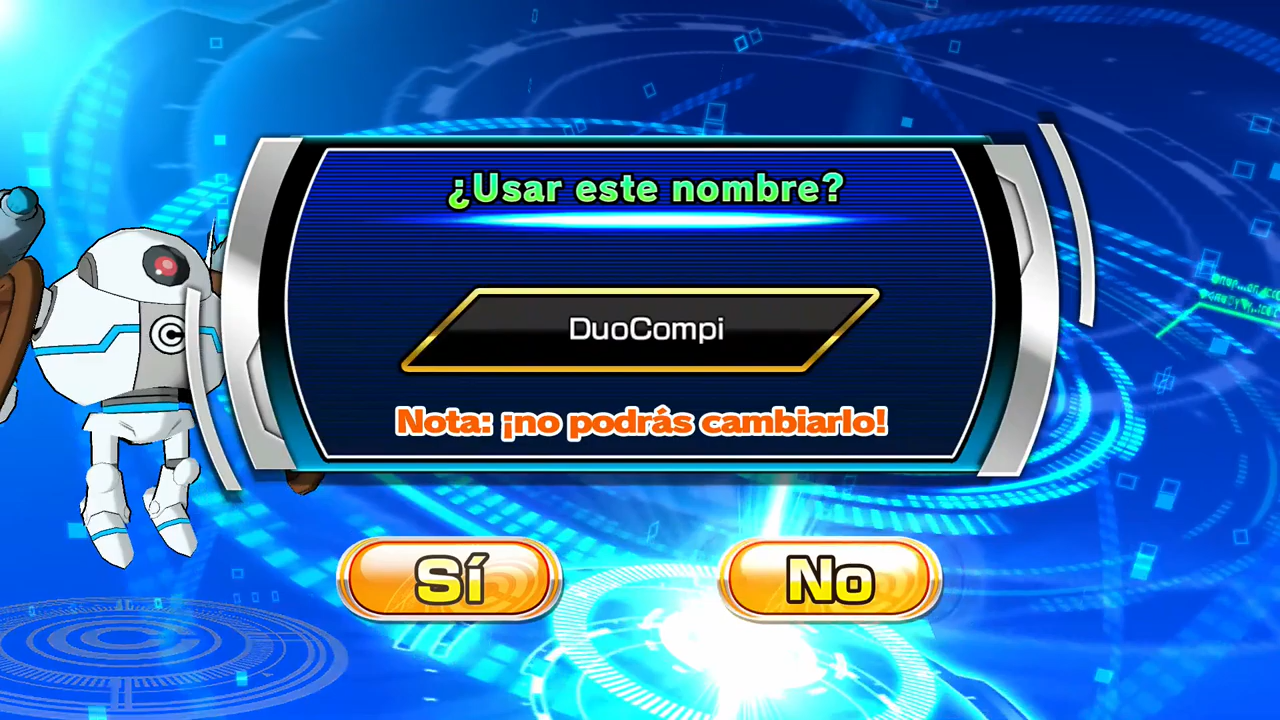 ¿Usar este nombre?
DuoCompi
Nota: ¡no podrás cambiarlo!
Sí
No